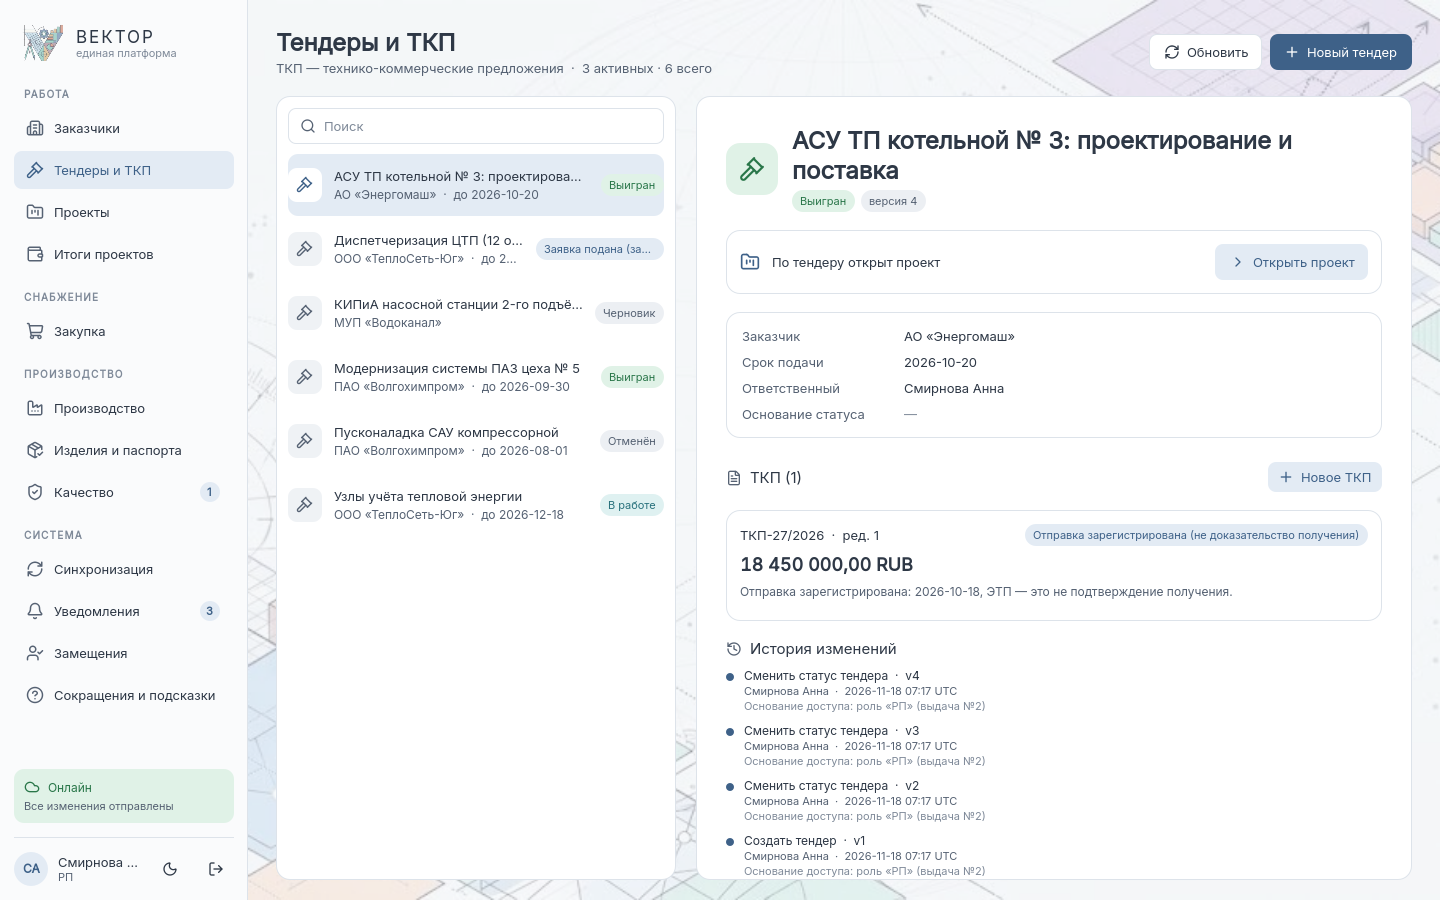 ВЕКТОР
единая платформа
РАБОТА
Заказчики
Тендеры и ТКП
Проекты
Итоги проектов
СНАБЖЕНИЕ
Закупка
ПРОИЗВОДСТВО
Производство
Изделия и паспорта
Качество 1
СИСТЕМА
Синхронизация
Уведомления 3
Замещения
Сокращения и подсказки
Онлайн
Все изменения отправлены
СА
Смирнова ...
РП
Тендеры и ТКП
ТКП — технико-коммерческие предложения · 3 активных · 6 всего
Обновить
Новый тендер
Поиск
АСУ ТП котельной № 3: проектирова...
АО «Энергомаш» · до 2026-10-20
Выигран
Диспетчеризация ЦТП (12 о...
ООО «ТеплоСеть-Юг» · до 2...
Заявка подана (за...
КИПиА насосной станции 2-го подъё...
МУП «Водоканал»
Черновик
Модернизация системы ПАЗ цеха № 5
ПАО «Волгохимпром» · до 2026-09-30
Выигран
Пусконаладка САУ компрессорной
ПАО «Волгохимпром» · до 2026-08-01
Отменён
Узлы учёта тепловой энергии
ООО «ТеплоСеть-Юг» · до 2026-12-18
В работе
АСУ ТП котельной № 3: проектирование и
поставка
Выигран
версия 4
По тендеру открыт проект
Открыть проект
Заказчик АО «Энергомаш»
Срок подачи 2026-10-20
Ответственный Смирнова Анна
Основание статуса —
ТКП (1)
Новое ТКП
ТКП-27/2026 · ред. 1
Отправка зарегистрирована (не доказательство получения)
18 450 000,00 RUB
Отправка зарегистрирована: 2026-10-18, ЭТП — это не подтверждение получения.
История изменений
Сменить статус тендера · v4
Смирнова Анна · 2026-11-18 07:17 UTC
Основание доступа: роль «РП» (выдача №2)
Сменить статус тендера · v3
Смирнова Анна · 2026-11-18 07:17 UTC
Основание доступа: роль «РП» (выдача №2)
Сменить статус тендера · v2
Смирнова Анна · 2026-11-18 07:17 UTC
Основание доступа: роль «РП» (выдача №2)
Создать тендер · v1
Смирнова Анна · 2026-11-18 07:17 UTC
Основание доступа: роль «РП» (выдача №2)